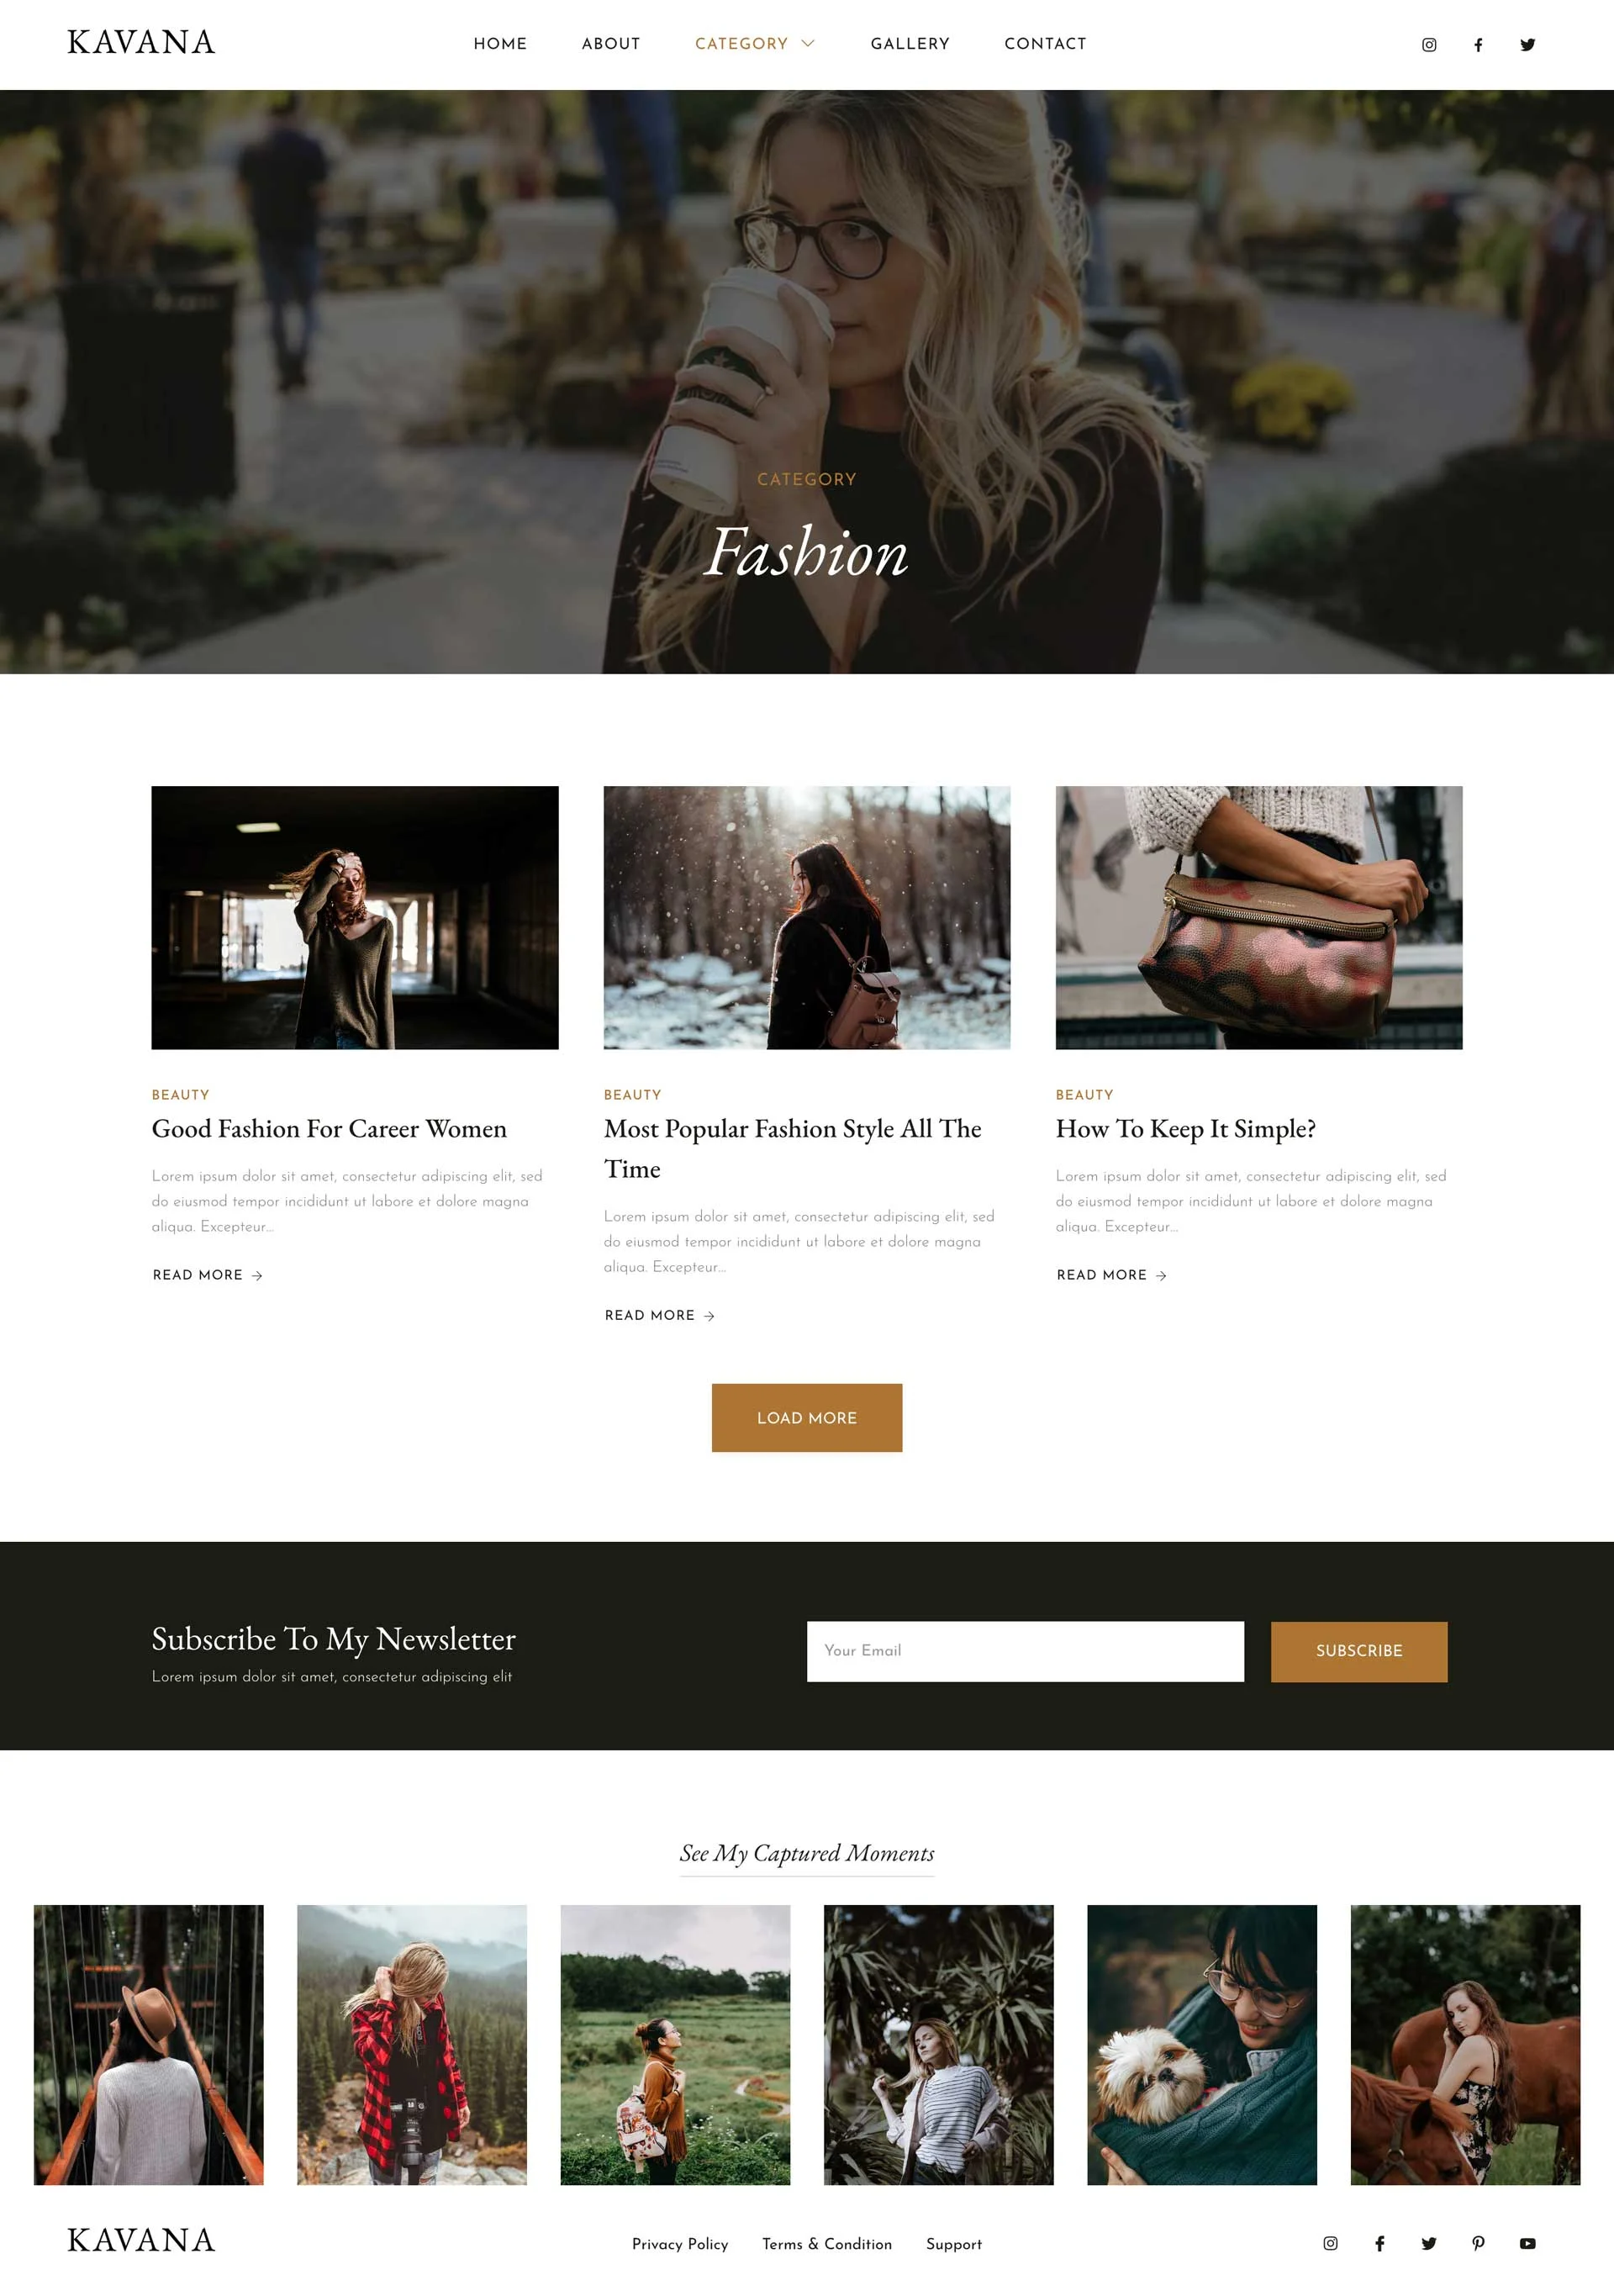 KAVANA
HOME ABOUT CATEGORY GALLERY CONTACT
CATEGORY
Fashion
BEAUTY
Good Fashion For Career Women
Lorem ipsum dolor sit amet, consectetur adipiscing elit, sed
do eiusmod tempor incididunt ut labore et dolore magna
aliqua. Excepteur...
READ MORE
BEAUTY
Most Popular Fashion Style All The
Time
Lorem ipsum dolor sit amet, consectetur adipiscing elit, sed
do eiusmod tempor incididunt ut labore et dolore magna
aliqua. Excepteur...
READ MORE
BEAUTY
How To Keep It Simple?
Lorem ipsum dolor sit amet, consectetur adipiscing elit, sed
do eiusmod tempor incididunt ut labore et dolore magna
aliqua. Excepteur...
READ MORE
LOAD MORE
Subscribe To My Newsletter
Lorem ipsum dolor sit amet, consectetur adipiscing elit
Your Email
SUBSCRIBE
See My Captured Moments
KAVANA
Privacy Policy Terms & Condition Support